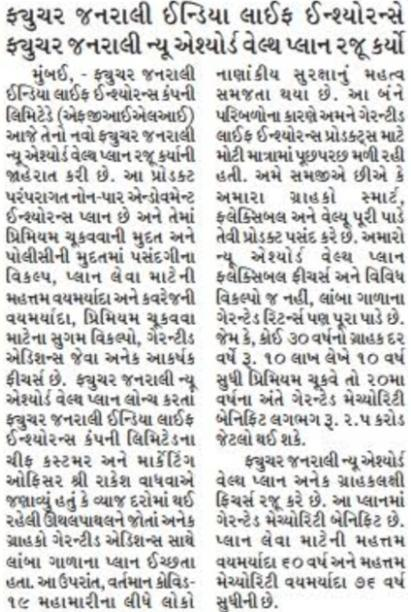 ફ્યુચર જનરાલી ઈન્ડિયા લાઈફ ઈન્શ્યોરન્સે
ફ્યુચર જનરાલી ન્યૂ એશ્યોર્ડ વેલ્થ પ્લાન રજૂ કર્યો
મુંબઈ, - ફ્યુચર જનરાલી
ઈન્ડિયા લાઈફ ઈન્શ્યોરન્સ કંપની
લિમિટેડે (એફજીઆઈએલઆઈ)
આજે તેનો નવો ફ્યુચર જનરાલી
ન્યૂ એશ્યોર્ડ વેલ્થ પ્લાન રજૂ કર્યાની
જાહેરાત કરી છે. આ પ્રોડક્ટ
પરંપરાગત નોન-પાર એન્ડોવમેન્ટ
ઈન્શ્યોરન્સ પ્લાન છે અને તેમાં
પ્રિમિયમ ચૂકવવાની મુદત અને
પોલીસીની મુદતમાં પસંદગીના
વિકલ્પ, પ્લાન લેવા માટેની
મહત્તમ વયમર્યાદા અને કવરેજની
વયમર્યાદા, પ્રિમિયમ ચૂકવવા
માટેના સુગમ વિકલ્પો, ગેરન્ટીડ
એડિશન્સ જેવા અનેક આકર્ષક
ફીચર્સ છે. ફ્યુચર જનરાલી ન્યૂ
એશ્યોર્ડ વેલ્થ પ્લાન લોન્ચ કરતાં
ફ્યુચર જનરાલી ઈન્ડિયા લાઈફ
ઈન્શ્યોરન્સ કંપની લિમિટેડના
ચીફ કસ્ટમર અને માર્કેટિંગ
ઓફિસર શ્રી રાકેશ વાધવાએ
જણાવ્યું હતું કે વ્યાજ દરોમાં થઈ
રહેલી ઊથલપાથલને જોતાં અનેક
ગ્રાહકો ગેરન્ટીડ એડિશન્સ સાથે
લાંબા ગાળાના પ્લાન ઈચ્છતા
હતા. આ ઉપરાંત, વર્તમાન કોવિડ-
૧૯ મહામારીના લીધે લોકો
નાણાંકીય સુરક્ષાનું મહત્વ
સમજતા થયા છે. આ બંને
પરિબળોના કારણે અમને ગેરન્ટીડ
લાઈફ ઈન્શ્યોરન્સ પ્રોડક્ટ્સ માટે
મોટી માત્રામાં પૂછપરછ મળી રહી
હતી. અમે સમજીએ છીએ કે
અમારા ગ્રાહકો સ્માર્ટ,
ફ્લેક્સિબલ અને વેલ્યૂ પૂરી પાડે
તેવી પ્રોડક્ટ પસંદ કરે છે. અમારો
ન્યૂ એશ્યોર્ડ વેલ્થ પ્લાન
ફ્લેક્સિબલ ફીચર્સ અને વિવિધ
વિકલ્પો જ નહીં, લાંબા ગાળાના
ગેરન્ટેડ રિટર્ન્સ પણ પૂરા પાડે છે.
જેમ કે, કોઈ ૩૦ વર્ષનો ગ્રાહક દર
વર્ષે રૂ. ૧૦ લાખ લેખે ૧૦ વર્ષ
સુધી પ્રિમિયમ ચૂકવે તો ૨૦મા
વર્ષના અંતે ગેરન્ટેડ મેચ્યોરિટી
બેનિફિટ લગભગ રૂ. ૨.૫ કરોડ
જેટલો થઈ શકે.
ફ્યુચર જનરાલી ન્યૂ એશ્યોર્ડ
વેલ્થ પ્લાન અનેક ગ્રાહકલક્ષી
ફિચર્સ રજૂ કરે છે. આ પ્લાનમાં
ગેરન્ટેડ મેચ્યોરિટી બેનિફિટ છે.
પ્લાન લેવા માટેની મહત્તમ
વયમર્યાદા ૬૦ વર્ષ અને મહત્તમ
મેચ્યોરિટી વયમર્યાદા ૭૬ વર્ષ
સુધીની છે.